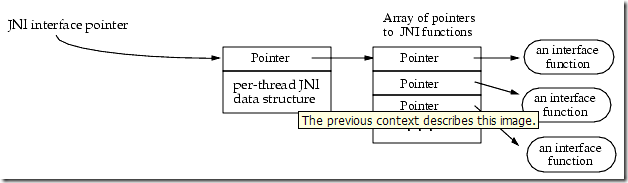 JNI interface pointer
Array of pointers
to JNI functions
Pointer
per-thread JNI
data structure
Pointer
Pointer
Pointer
. . .
an interface
function
an interface
function
an interface
function
The previous context describes this image.